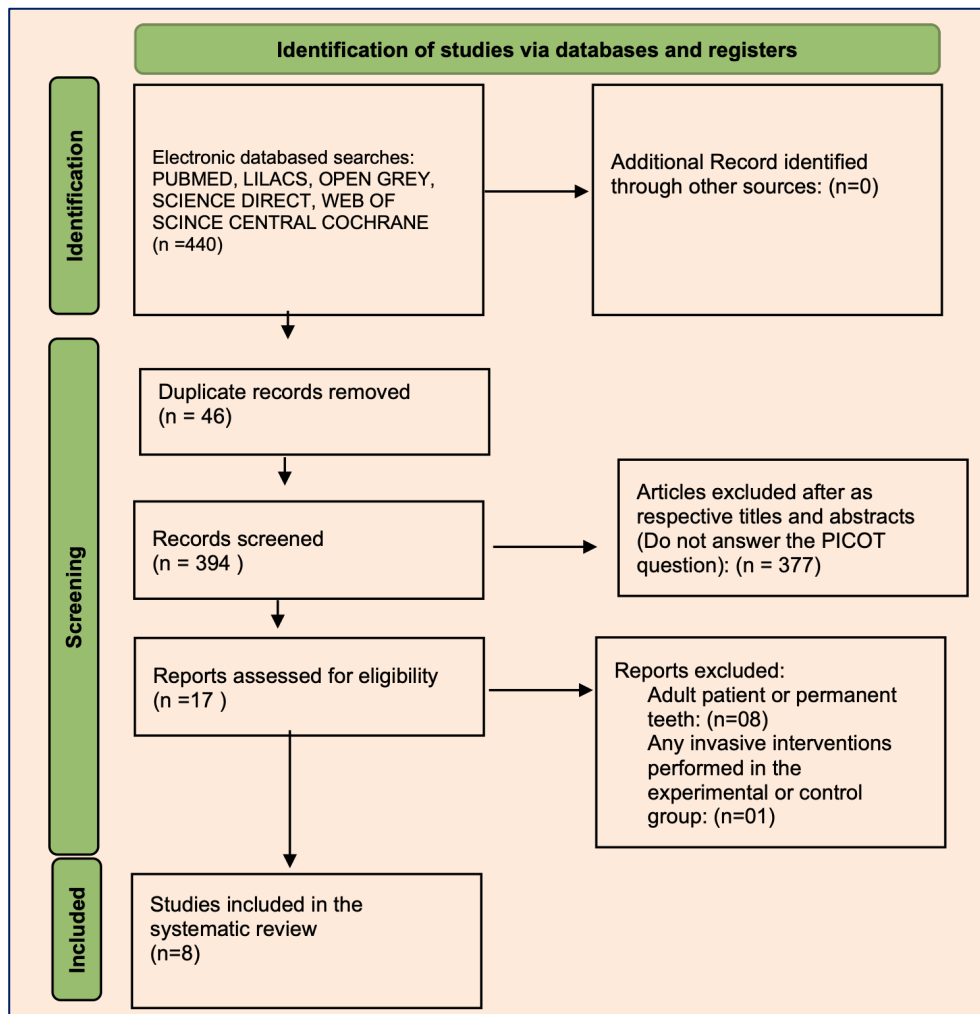 Identification of studies via databases and registers
Identification
Electronic databased searches:
PUBMED, LILACS, OPEN GREY,
SCIENCE DIRECT, WEB OF
SCINCE CENTRAL COCHRANE
(n =440)
Additional Record identified
through other sources: (n=0)
Screening
Duplicate records removed
(n = 46)
Records screened
(n = 394 )
Articles excluded after as
respective titles and abstracts
(Do not answer the PICOT
question): (n = 377)
Reports assessed for eligibility
(n =17 )
Reports excluded:
Adult patient or permanent
teeth: (n=08)
Any invasive interventions
performed in the
experimental or control
group: (n=01)
Included
Studies included in the
systematic review
(n=8)